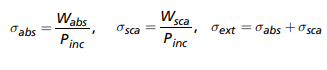 σ_abs = W_abs / P_inc, σ_sca = W_sca / P_inc, σ_ext = σ_abs + σ_sca